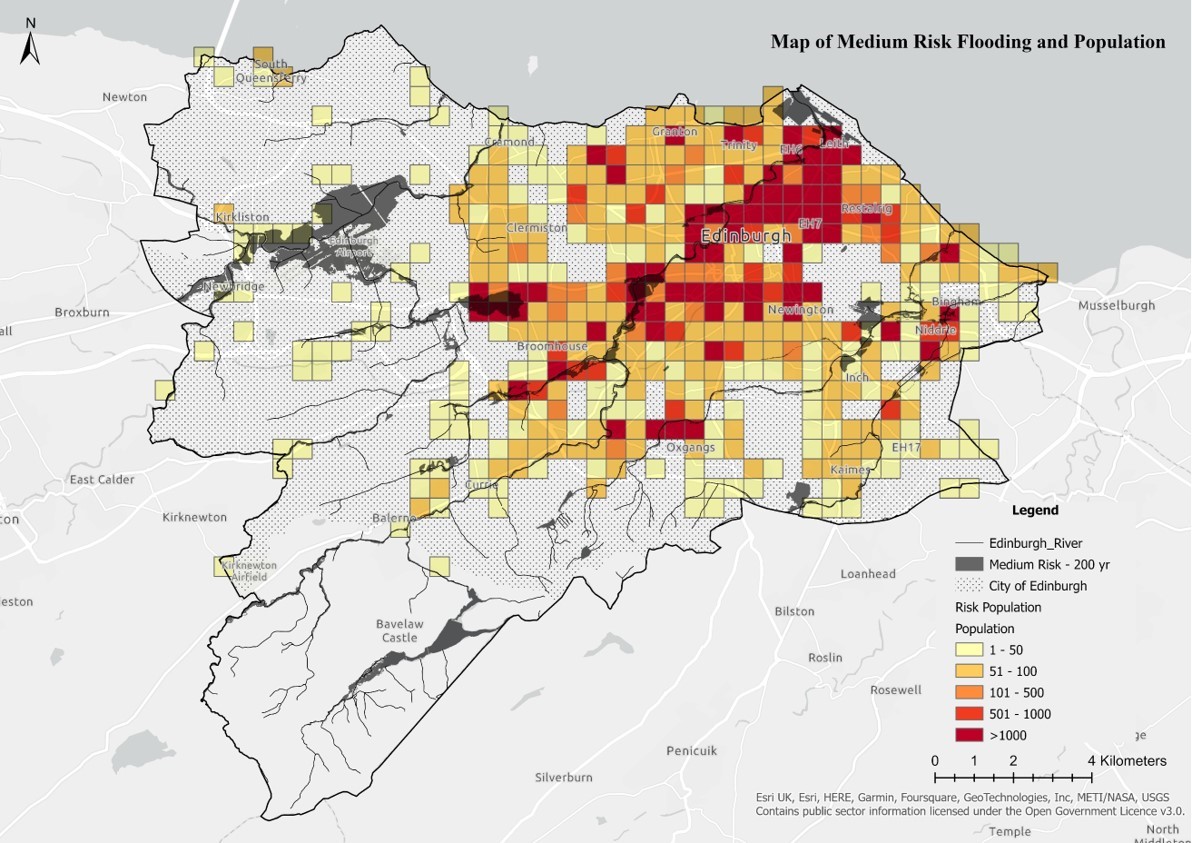 N
Map of Medium Risk Flooding and Population
South
Queensferry
Newton
Cramond
Granton
Trinity
EH6
Leith
Kirkliston
Restalrig
Clermiston
EH7
Edinburgh
Edinburgh
Airport
Newbridge
Broxburn
all
Newington
Bingham
Musselburgh
Niddrie
Broomhouse
Inch
Oxgangs
EH17
Kaimes
East Calder
Currie
Kirknewton
Balerno
ton
Kirknewton
Airfield
eston
Loanhead
Bilston
Bavelaw
Castle
Roslin
Rosewell
Penicuik
Silverburn
Legend
Edinburgh_River
Medium Risk - 200 yr
City of Edinburgh
Risk Population
Population
1 - 50
51 - 100
101 - 500
501 - 1000
>1000
ge
0 1 2 4 Kilometers
Esri UK, Esri, HERE, Garmin, Foursquare, GeoTechnologies, Inc, METI/NASA, USGS
Contains public sector information licensed under the Open Government Licence v3.0.
Temple
North